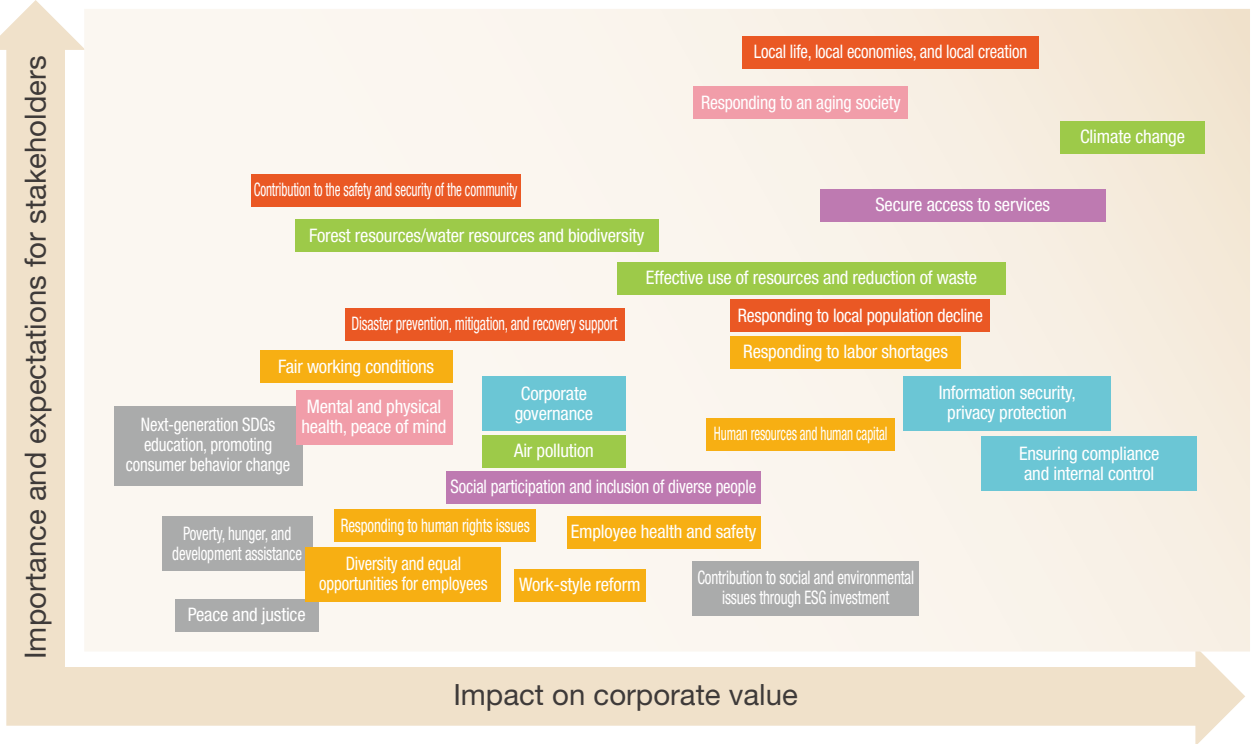 Importance and expectations for stakeholders
Local life, local economies, and local creation
Responding to an aging society
Climate change
Contribution to the safety and security of the community
Secure access to services
Forest resources/water resources and biodiversity
Effective use of resources and reduction of waste
Disaster prevention, mitigation, and recovery support
Responding to local population decline
Responding to labor shortages
Fair working conditions
Mental and physical
health, peace of mind
Corporate
governance
Information security,
privacy protection
Next-generation SDGs
education, promoting
consumer behavior change
Air pollution
Human resources and human capital
Ensuring compliance
and internal control
Social participation and inclusion of diverse people
Poverty, hunger, and
development assistance
Responding to human rights issues
Employee health and safety
Diversity and equal
opportunities for employees
Work-style reform
Contribution to social and environmental
issues through ESG investment
Peace and justice
Impact on corporate value